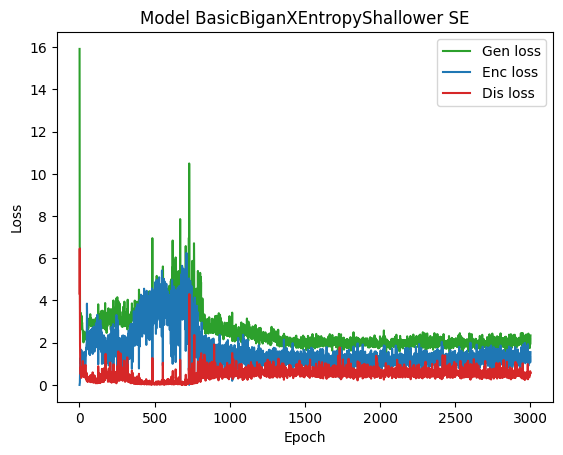 Model BasicBiganXEntropyShallower SE
Gen loss
Enc loss
Dis loss
16
14
12
10
8
6
4
2
0
Loss
0 500 1000 1500 2000 2500 3000
Epoch